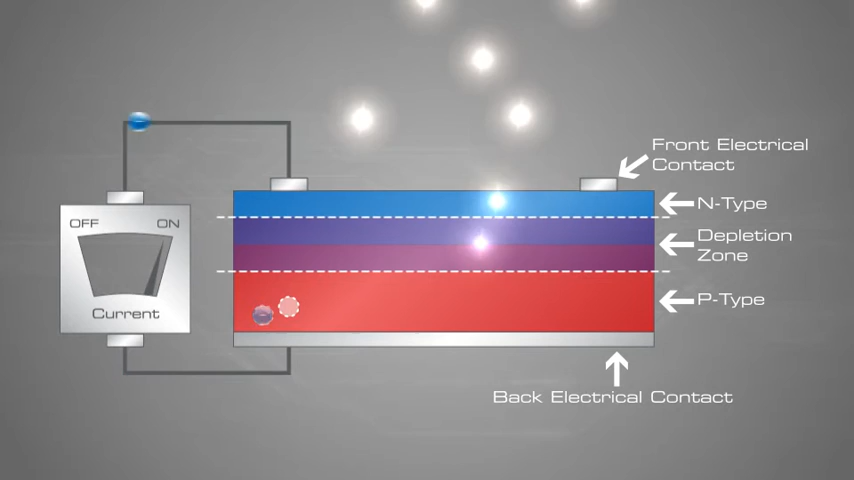 Front Electrical
Contact
OFF ON
N-Type
Depletion
Zone
P-Type
Current
Back Electrical Contact